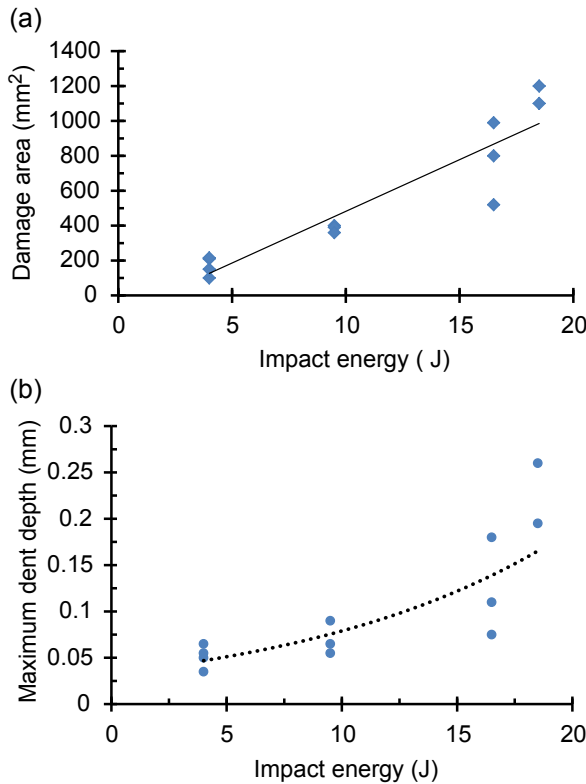 (a)
Damage area (mm²)
1400
1200
1000
800
600
400
200
0
0 5 10 15 20
Impact energy ( J)
(b)
Maximum dent depth (mm)
0.3
0.25
0.2
0.15
0.1
0.05
0
0 5 10 15 20
Impact energy (J)